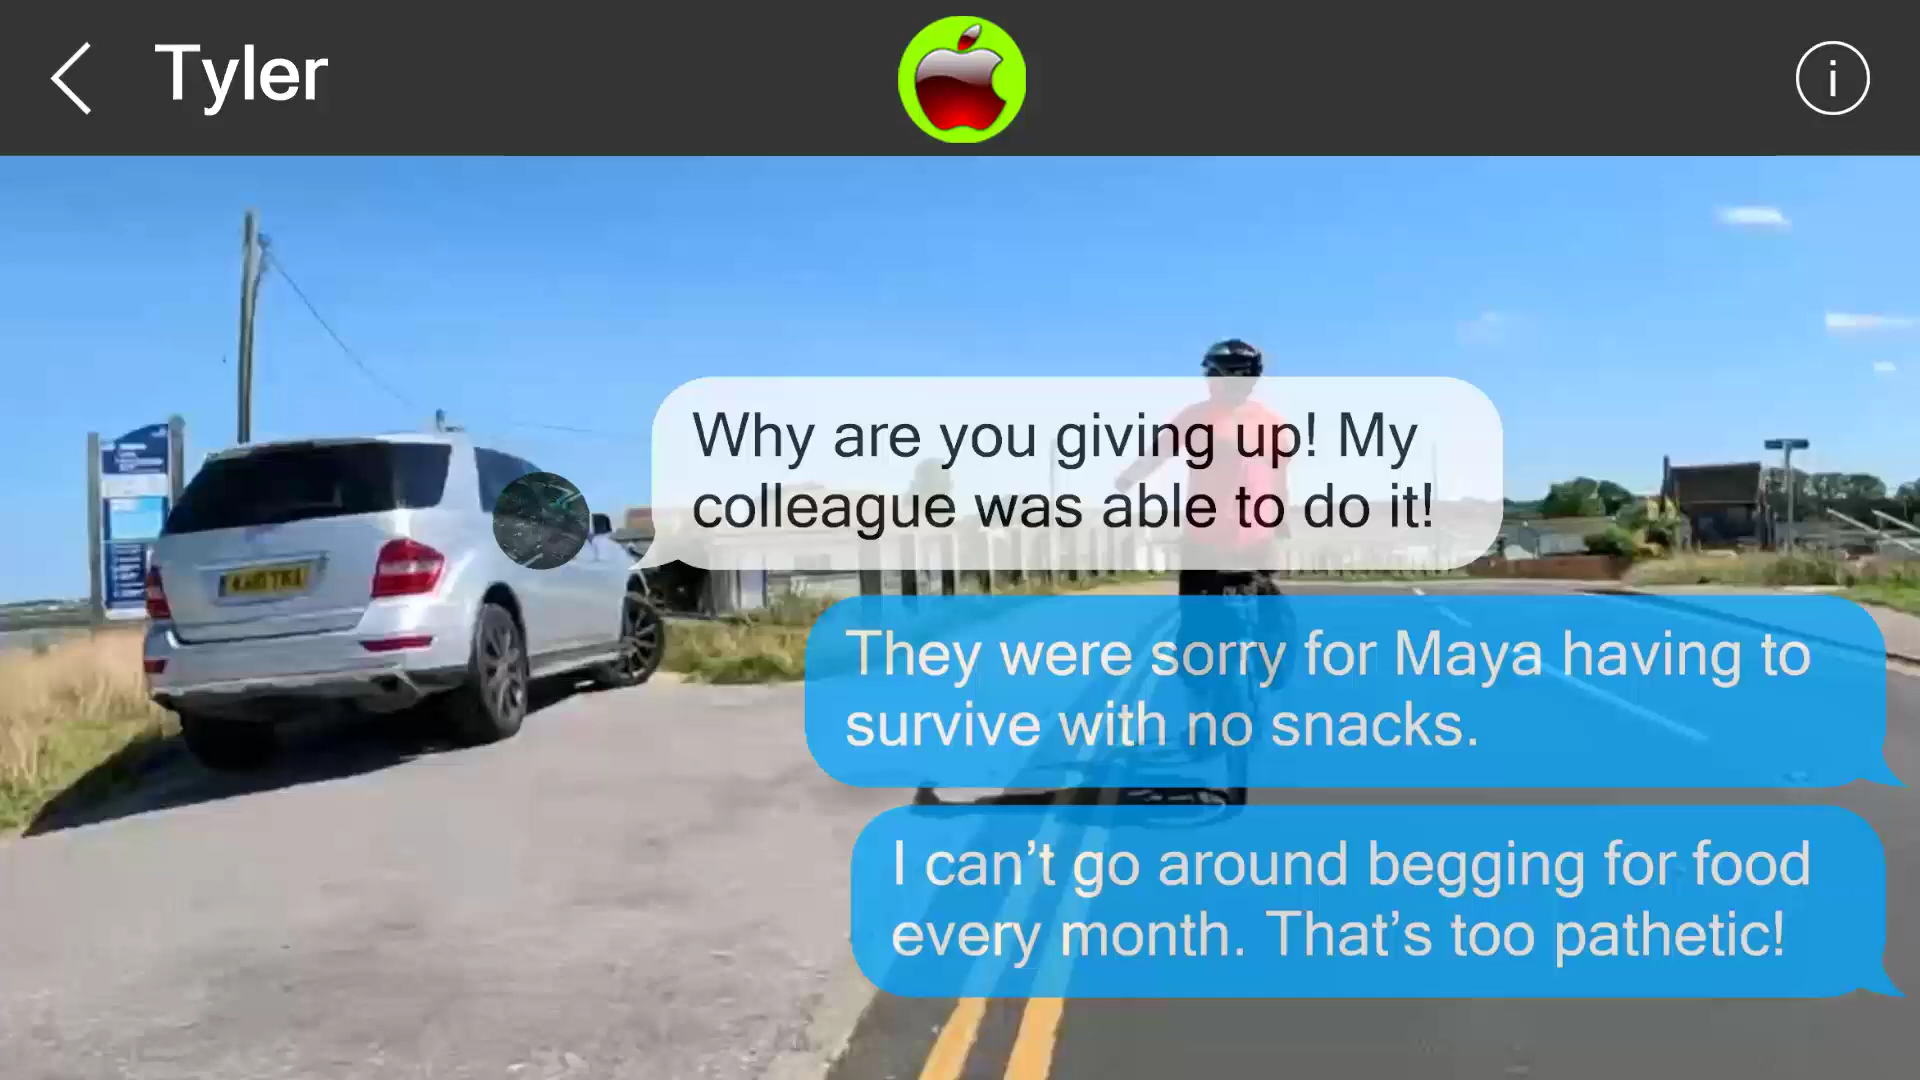 Tyler
i
Why are you giving up! My
colleague was able to do it!
They were sorry for Maya having to
survive with no snacks.
I can’t go around begging for food
every month. That’s too pathetic!